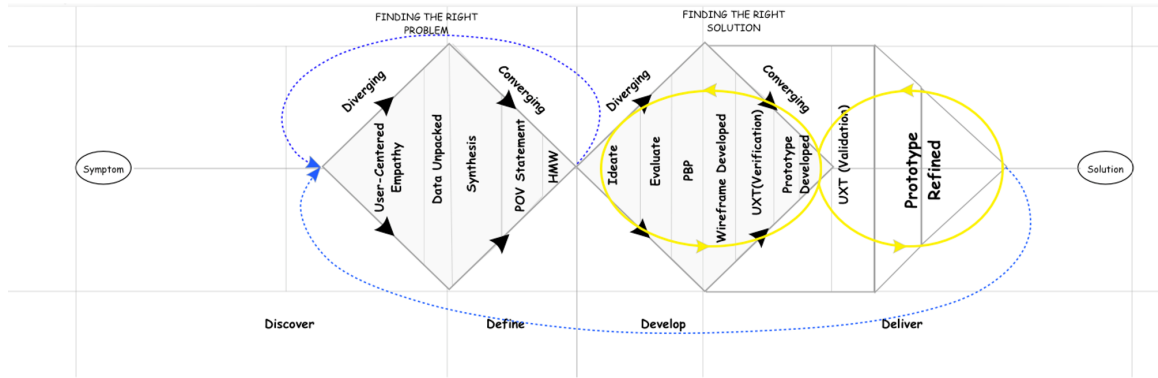 FINDING THE RIGHT
PROBLEM
FINDING THE RIGHT
SOLUTION
Symptom
Diverging
Converging
User-Centered
Empathy
Data Unpacked
Synthesis
POV Statement
HMW
Diverging
Converging
Ideate
Evaluate
PBP
Wireframe Developed
UXT(Verification)
Prototype
Developed
UXT (Validation)
Prototype
Refined
Solution
Discover
Define
Develop
Deliver